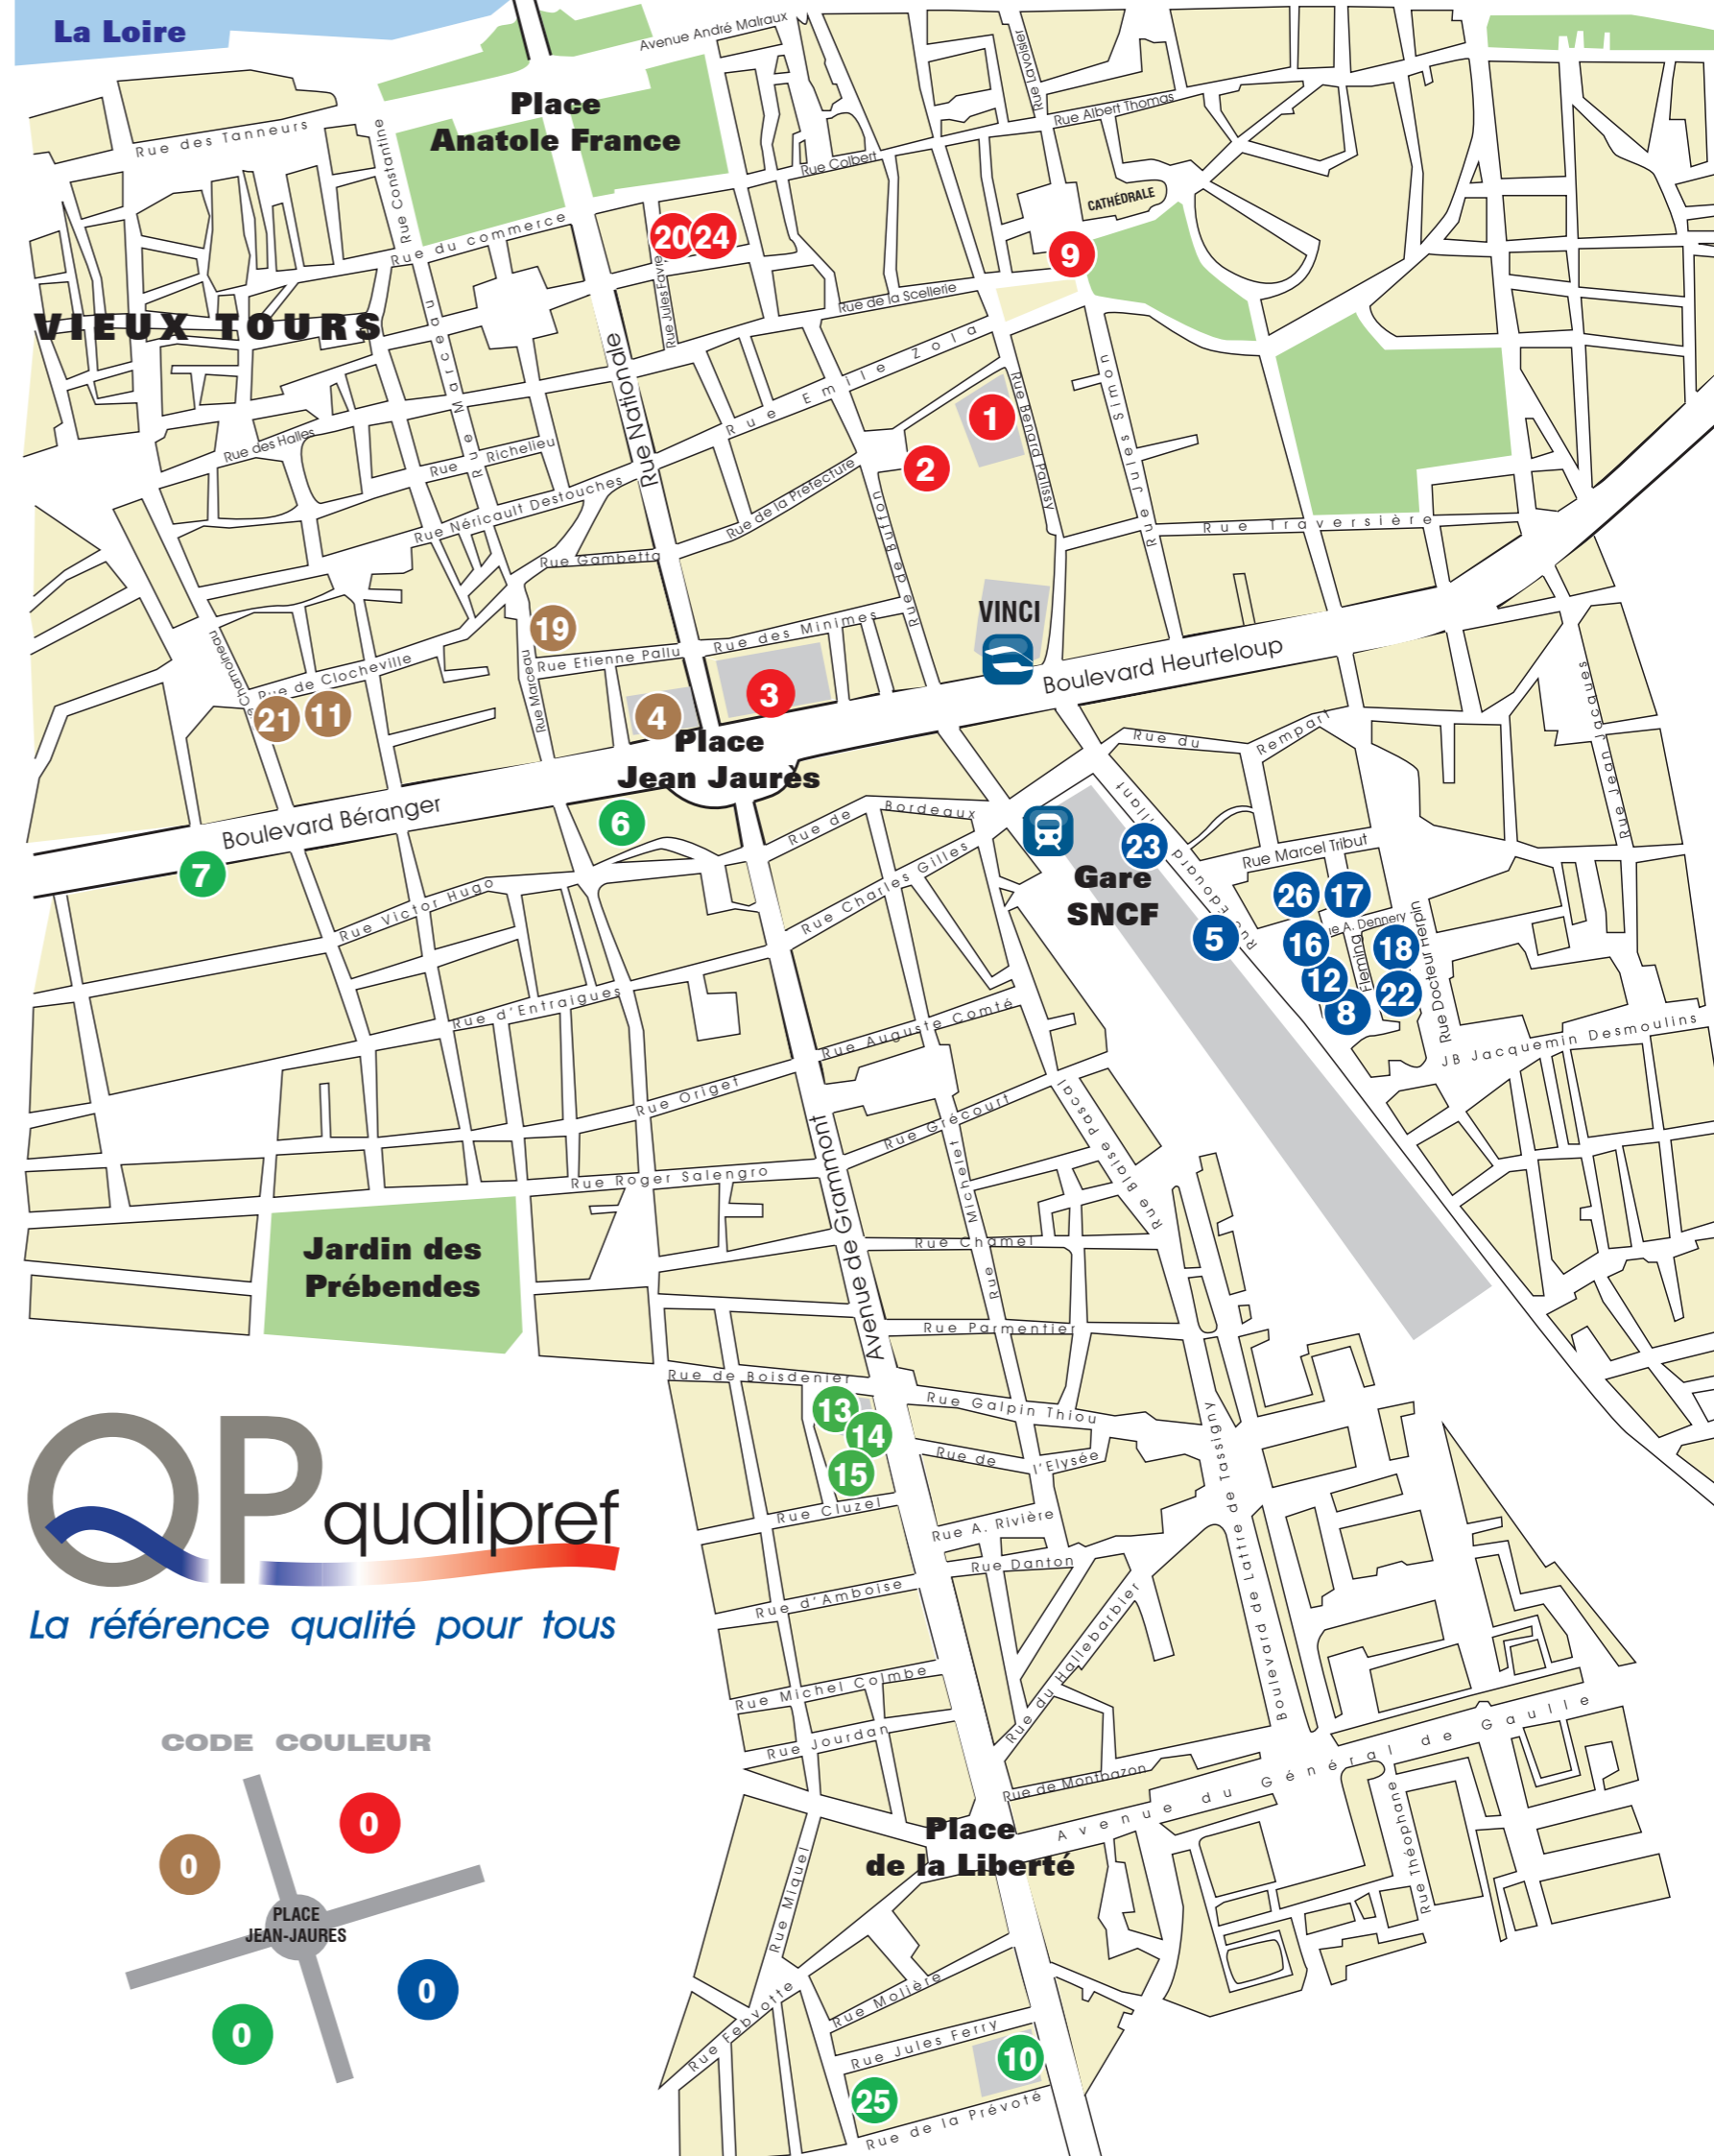 La Loire
Avenue André Malraux
Rue Lavoisier
Place
Anatole France
Rue Albert Thomas
Rue des Tanneurs
Rue Constantine
Rue Colbert
CATHÉDRALE
Rue du commerce
20
24
9
Rue Jules Favre
Rue de la Scellerie
VIEUX TOURS
Rue Marceau
Rue Nationale
Rue Emile Zola
Rue Jules Simon
Rue Benard Palissy
1
2
Rue des Halles
Rue Richelieu
Rue Néricault Destouches
Rue de la Préfecture
Rue de Buffon
Rue Traversière
Rue Gambetta
VINCI
19
Rue des Minimes
Rue Etienne Pallu
Rue Marceau
Rue de Clocheville
Chamoineau
21
11
4
3
Boulevard Heurteloup
Rue Jean Jacques
Place
Jean Jaurès
Rue du Rempart
Boulevard Béranger
6
7
Rue de Bordeaux
Rue Charles Gilles
Rue Edouard Vaillant
23
Gare
SNCF
Rue Marcel Tribut
26
17
5
A. Dennery
16
18
12
22
8
Fleming
Rue Docteur Herpin
JB Jacquemin Desmoulins
Rue Victor Hugo
Rue d'Entraigues
Rue Auguste Comté
Rue Origet
Rue Grécourt
Rue Blaise Pascal
Rue Michelet
Rue Roger Salengro
Avenue de Grammont
Rue Chamel
Jardin des
Prébendes
Rue Parmentier
Rue de Boisdenier
13
14
15
Rue Galpin Thiou
Rue de l'Elysée
Rue Cluzel
Rue A. Rivière
Rue Danton
Boulevard de Lattre de Tassigny
QP qualipref
La référence qualité pour tous
Rue d'Amboise
Rue du Hallebarbier
Rue Michel Colmbe
Rue Jourdan
Rue de Montbazon
Avenue du Général de Gaulle
Rue Théophane
Place
de la Liberté
Rue Miquel
Rue Febvotte
Rue Molière
Rue Jules Ferry
10
25
Rue de la Prévoté
CODE COULEUR
0
0
PLACE
JEAN-JAURES
0
0